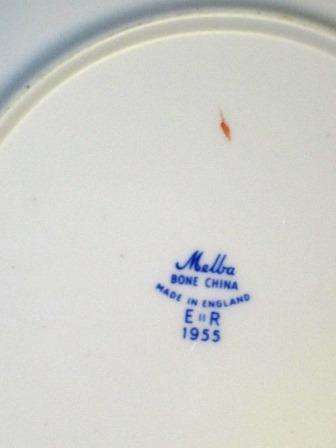 Melba
BONE CHINA
MADE IN ENGLAND
E II R
1955